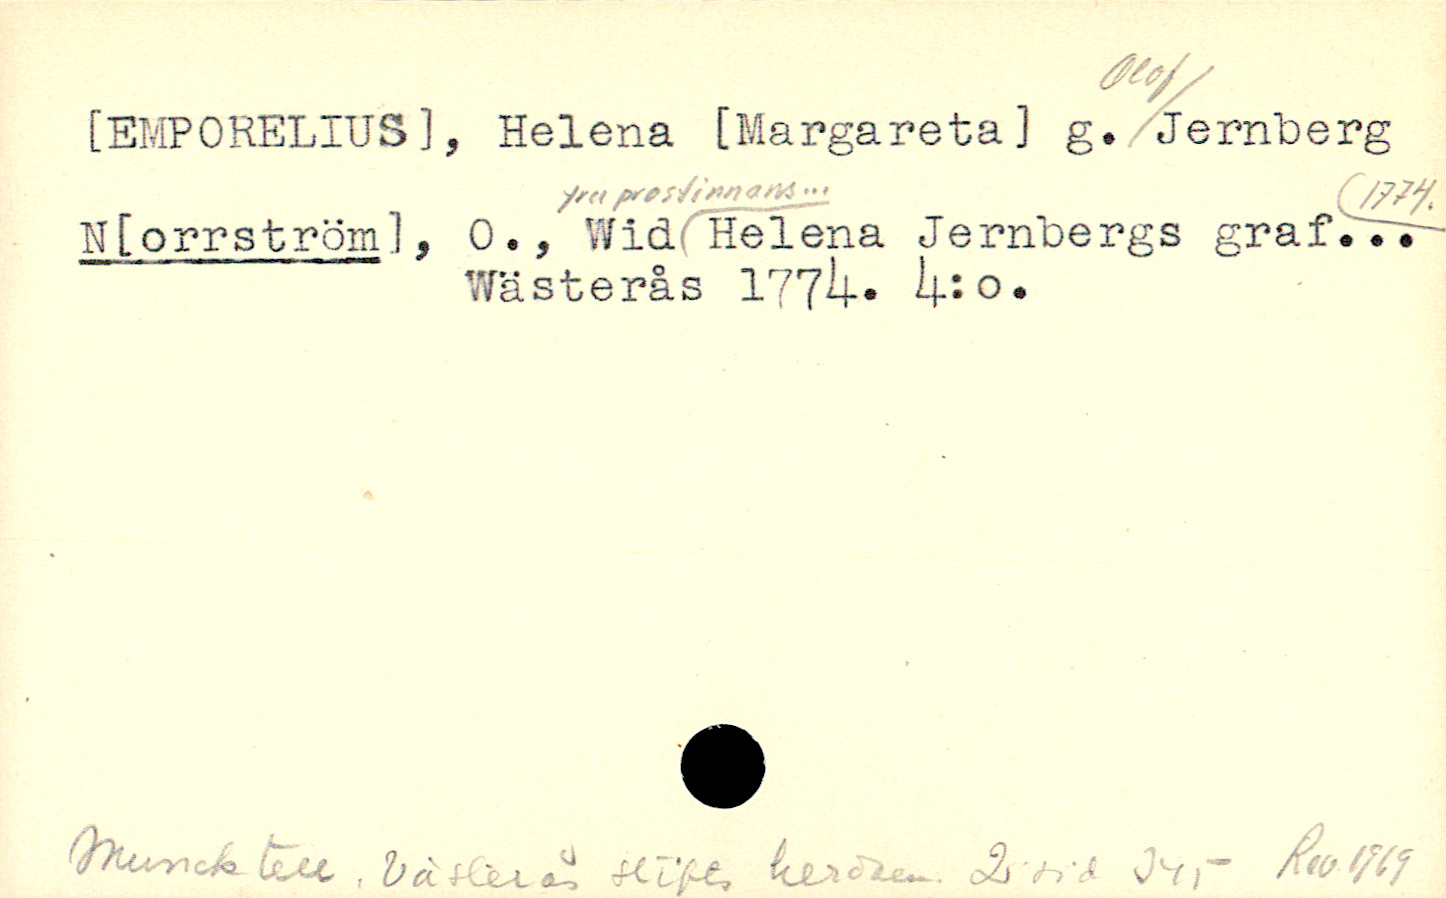 [EMPORELIUS], Helena [Margareta] g. Olof Jernberg
N[orrström], O., Wid fru prostinnans... Helena Jernbergs graf... 1774.
Wästerås 1774. 4:o.
Muncktell, Västerås stifts herdam. 2 sid Rev. 1969